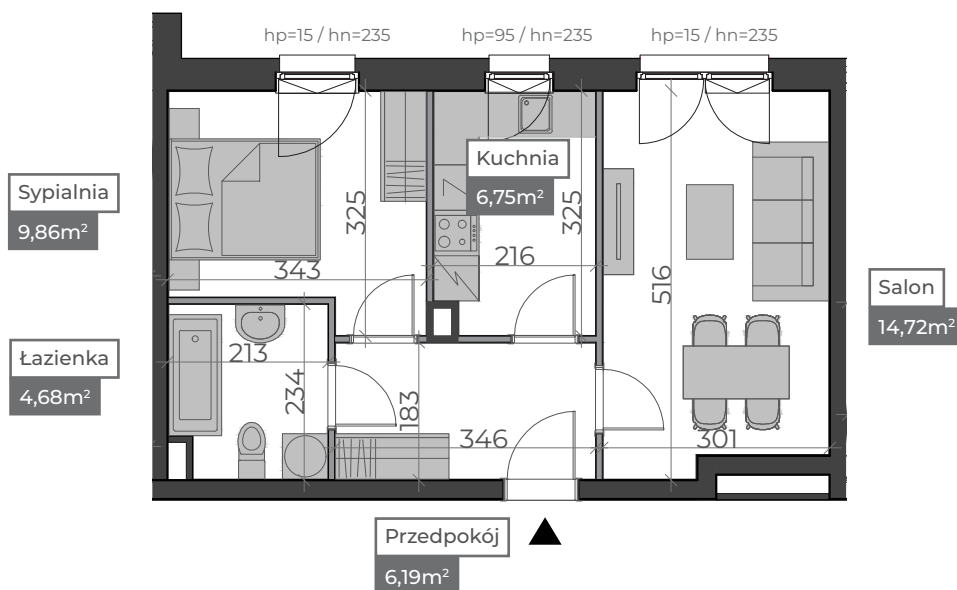 hp=15 / hn=235
hp=95 / hn=235
hp=15 / hn=235
Sypialnia
9,86m²
Kuchnia
6,75m²
325
325
343
216
516
Salon
14,72m²
Łazienka
4,68m²
213
234
183
346
301
Przedpokój
6,19m²